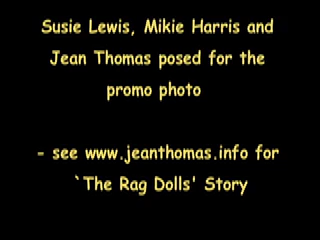 Susie Lewis, Mikie Harris and
Jean Thomas posed for the
promo photo
- see www.jeanthomas.info for
`The Rag Dolls' Story